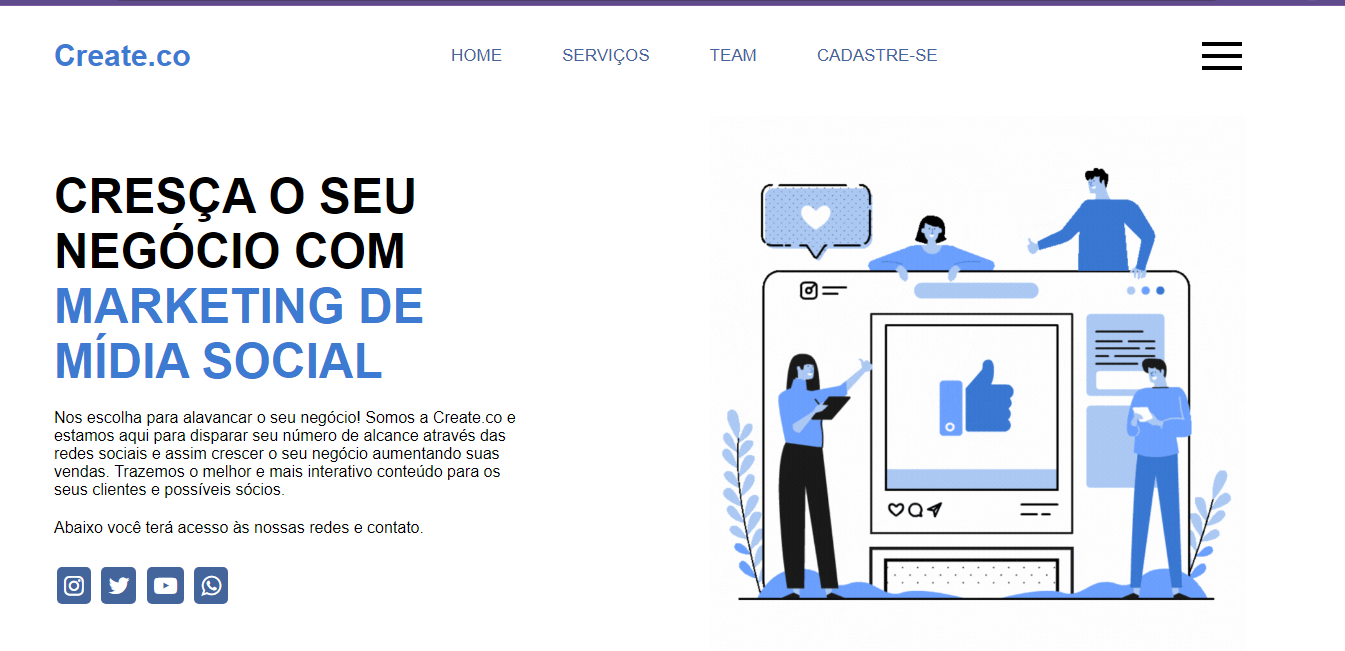 Create.co
HOME
SERVIÇOS
TEAM
CADASTRE-SE
CRESÇA O SEU
NEGÓCIO COM
MARKETING DE
MÍDIA SOCIAL
Nos escolha para alavancar o seu negócio! Somos a Create.co e
estamos aqui para disparar seu número de alcance através das
redes sociais e assim crescer o seu negócio aumentando suas
vendas. Trazemos o melhor e mais interativo conteúdo para os
seus clientes e possíveis sócios.
Abaixo você terá acesso às nossas redes e contato.